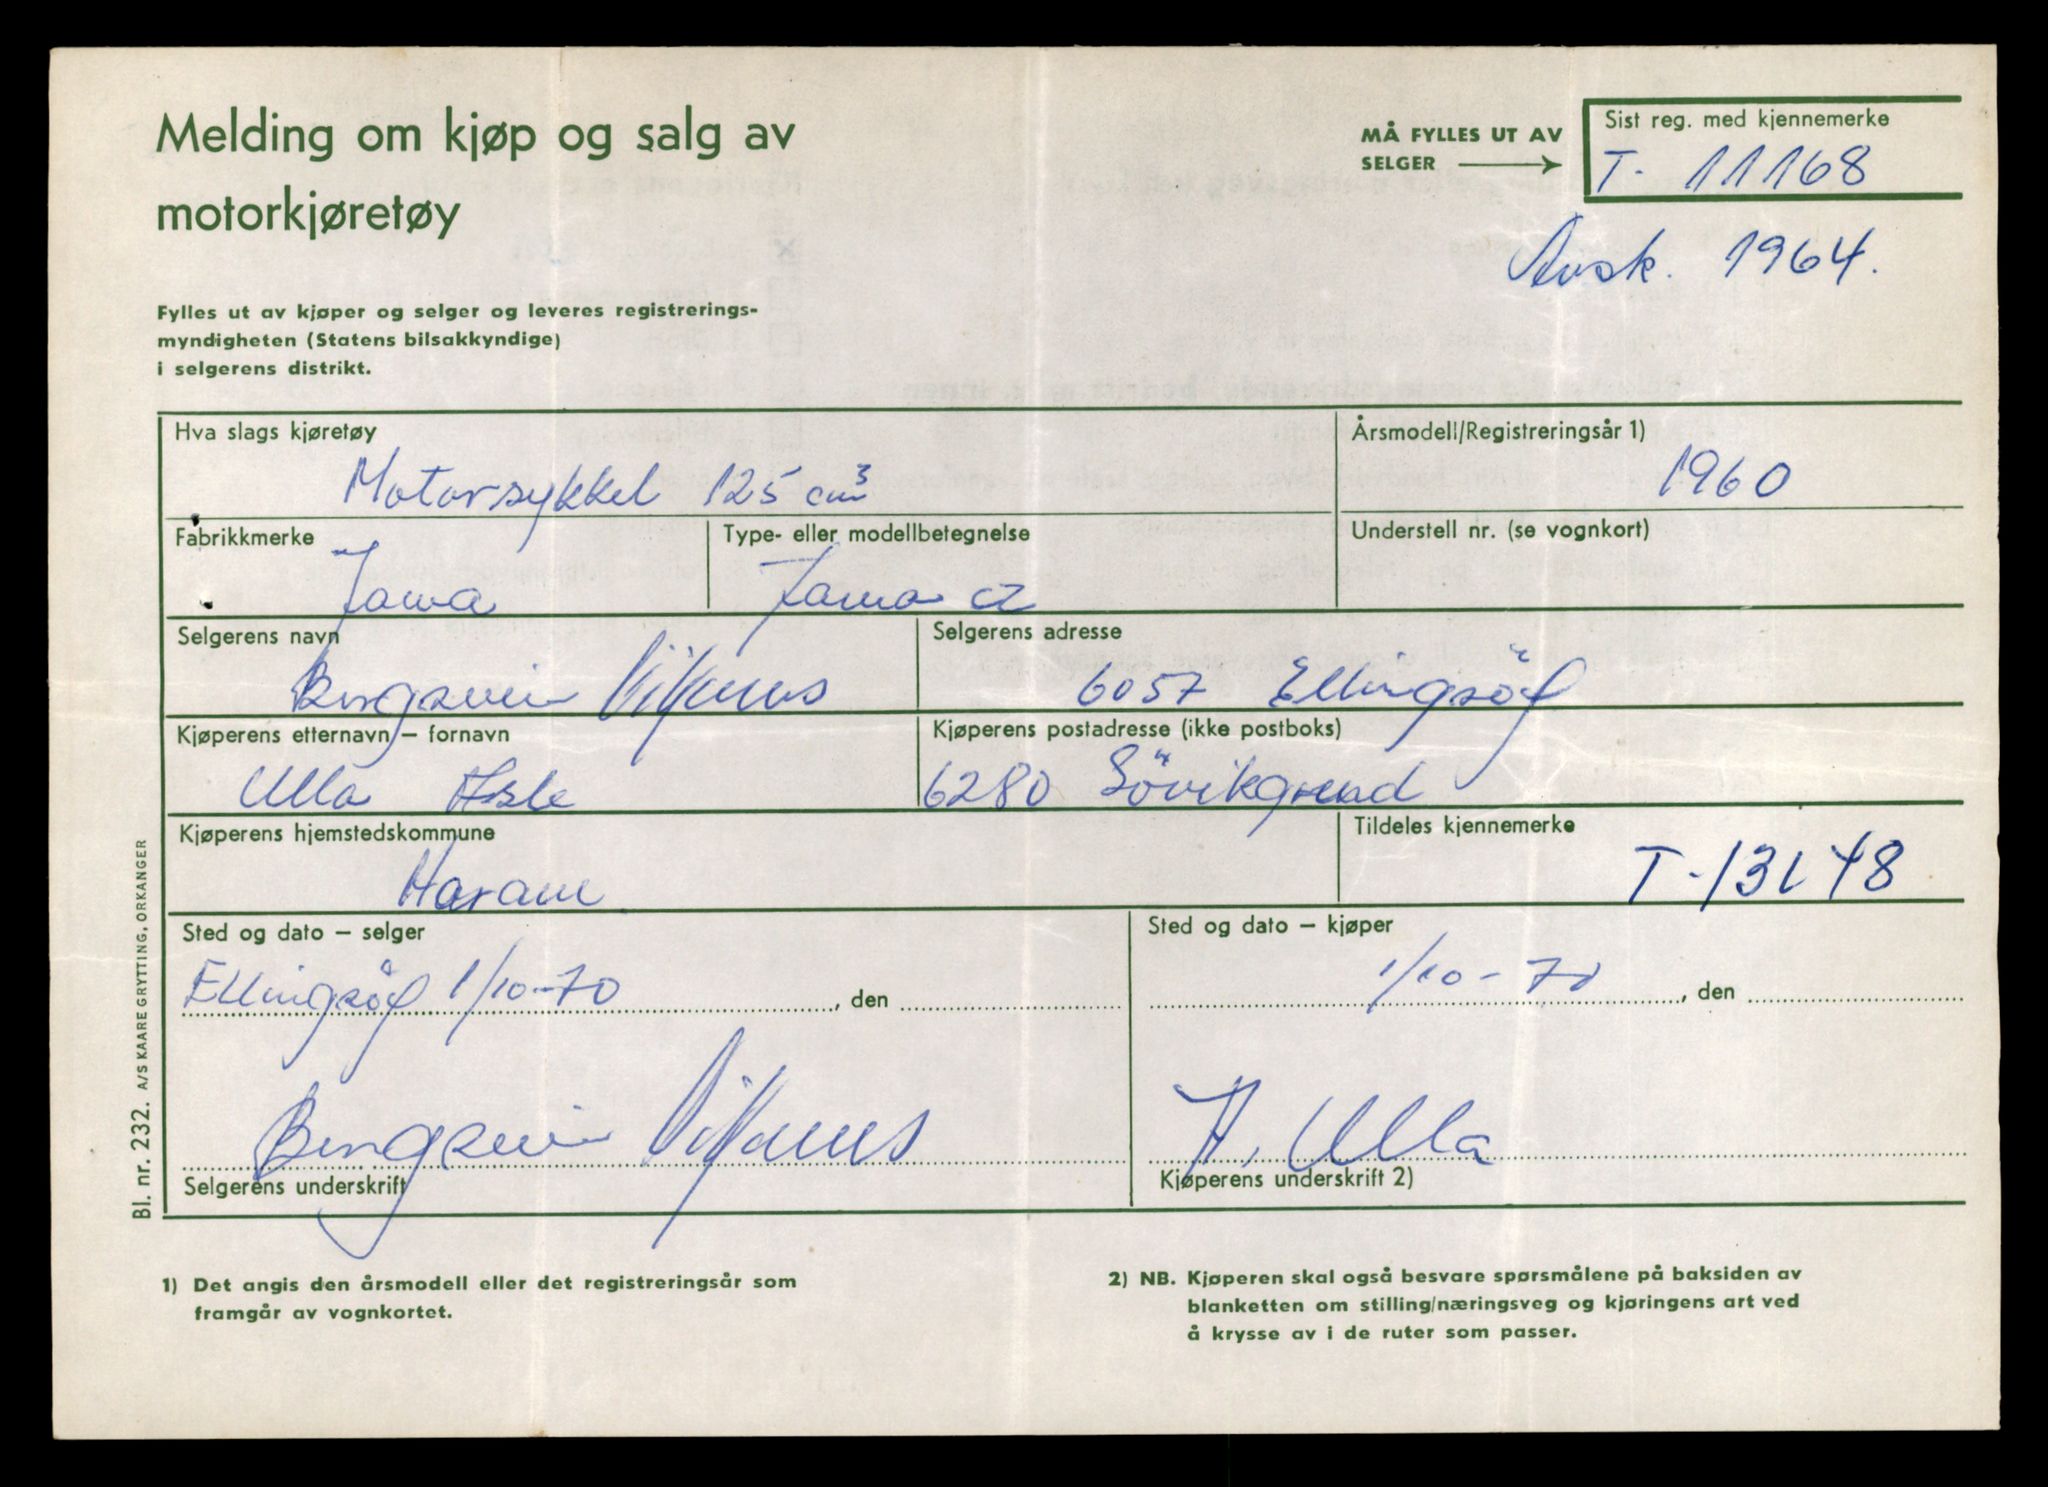 Melding om kjøp og salg av
motorkjøretøy
MÅ FYLLES UT AV
SELGER
Sist reg. med kjennemerke
T- 11168
Avsk. 1964.
Fylles ut av kjøper og selger og leveres registrerings-
myndigheten (Statens bilsakkyndige)
i selgerens distrikt.
Hva slags kjøretøy
Motorsykkel 125 cm³
Årsmodell/Registreringsår 1)
1960
Fabrikkmerke
Jawa
Type- eller modellbetegnelse
Jawa cz
Understell nr. (se vognkort)
Selgerens navn
Bergsvein
Selgerens adresse
6057 Ellingsöy
Kjøperens etternavn – fornavn
Ulla Asle
Kjøperens postadresse (ikke postboks)
6280 Sövikgrend
Kjøperens hjemstedskommune
Haram
Tildeles kjennemerke
T-13148
Sted og dato – selger
Ellingsöy 1/10-70, den
Sted og dato – kjøper
1/10-70, den
Bergsvein
Selgerens underskrift
A. Ulla
Kjøperens underskrift 2)
1) Det angis den årsmodell eller det registreringsår som
framgår av vognkortet.
2) NB. Kjøperen skal også besvare spørsmålene på baksiden av
blanketten om stilling/næringsveg og kjøringens art ved
å krysse av i de ruter som passer.
Bl. nr. 232. A/S KAARE GRYTTING, ORKANGER